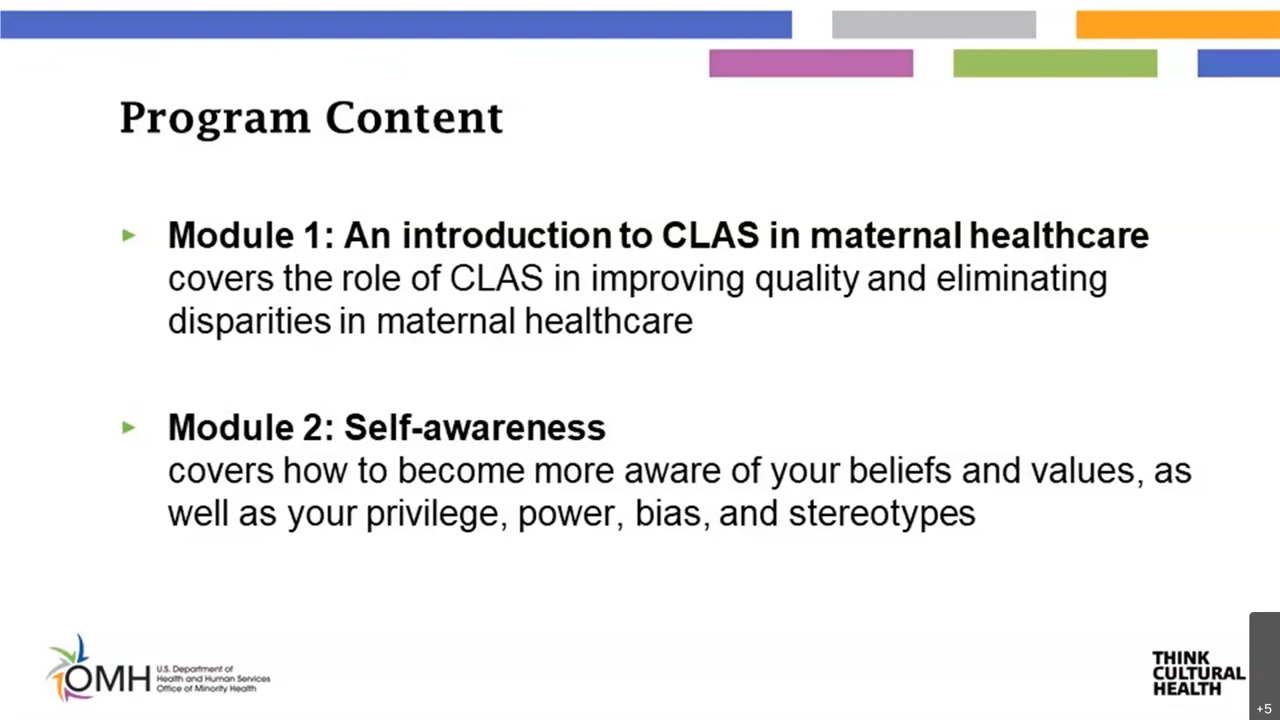 Program Content
Module 1: An introduction to CLAS in maternal healthcare
covers the role of CLAS in improving quality and eliminating
disparities in maternal healthcare
Module 2: Self-awareness
covers how to become more aware of your beliefs and values, as
well as your privilege, power, bias, and stereotypes
OMH
U.S. Department of
Health and Human Services
Office of Minority Health
THINK
CULTURAL
HEALTH
+5